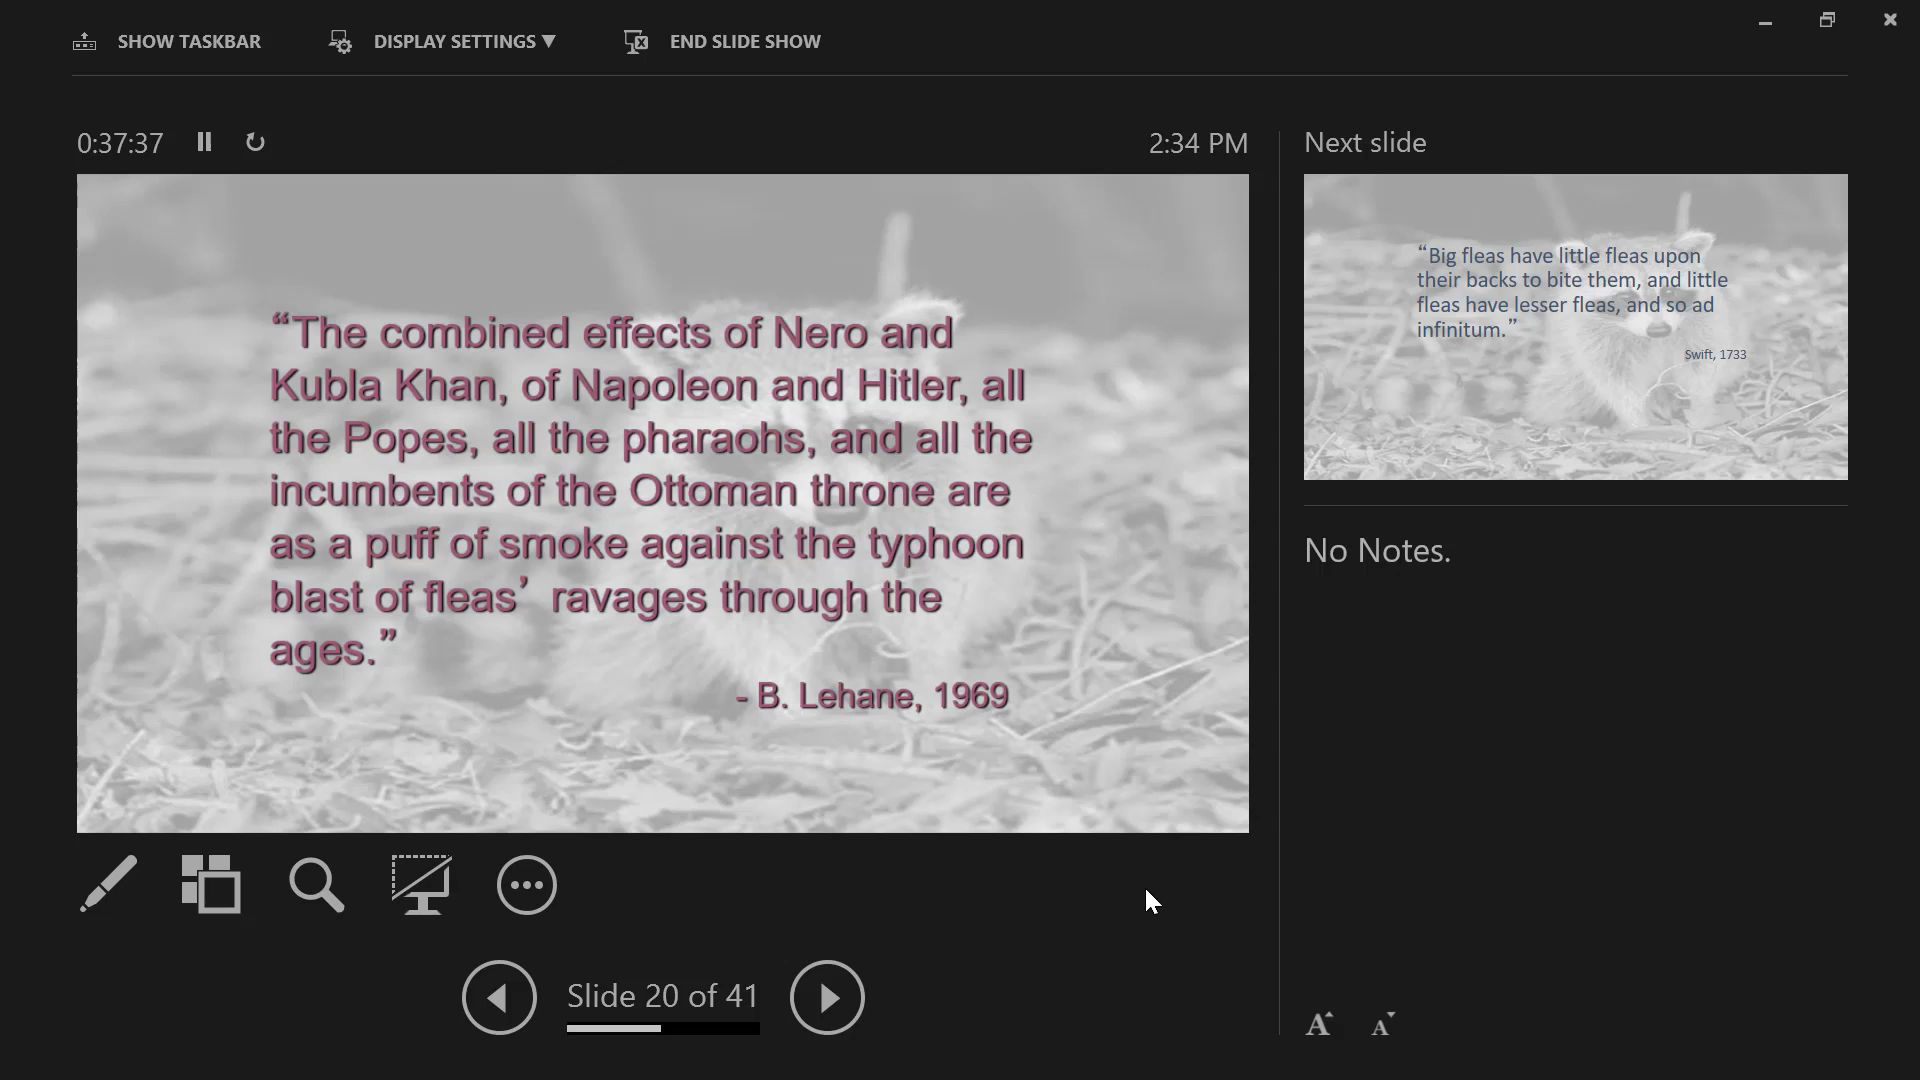 SHOW TASKBAR
DISPLAY SETTINGS ▼
END SLIDE SHOW
0:37:37
2:34 PM
“The combined effects of Nero and
Kubla Khan, of Napoleon and Hitler, all
the Popes, all the pharaohs, and all the
incumbents of the Ottoman throne are
as a puff of smoke against the typhoon
blast of fleas’ ravages through the
ages.”
- B. Lehane, 1969
Slide 20 of 41
Next slide
“Big fleas have little fleas upon
their backs to bite them, and little
fleas have lesser fleas, and so ad
infinitum.”
Swift, 1733
No Notes.
A A